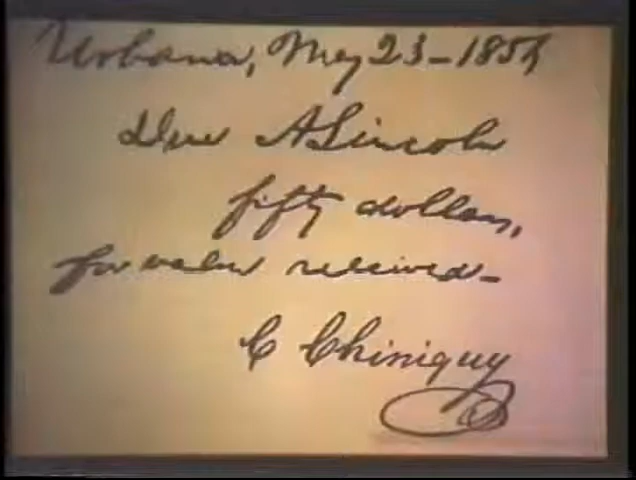 Urbana, May 23 - 1856
Due A Lincoln
fifty dollars,
for value received -
C Chiniquy